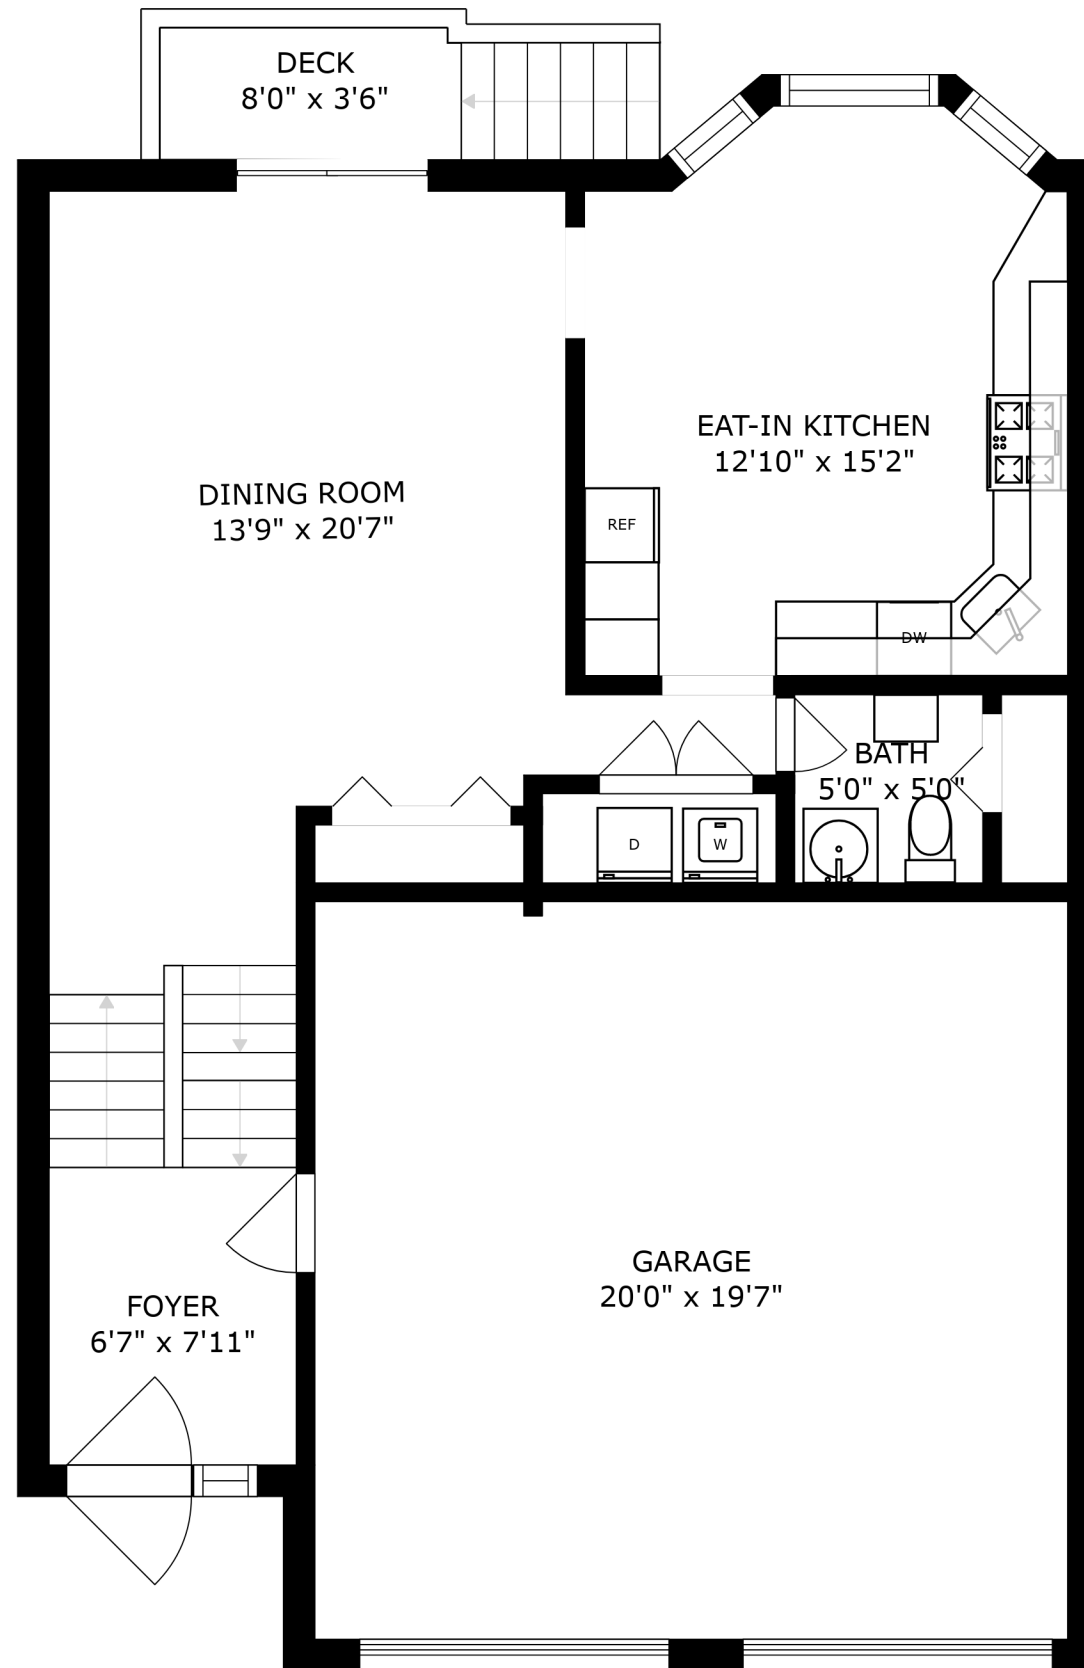 DECK
8'0" x 3'6"
EAT-IN KITCHEN
12'10" x 15'2"
DINING ROOM
13'9" x 20'7"
REF
DW
BATH
5'0" x 5'0"
D
W
GARAGE
20'0" x 19'7"
FOYER
6'7" x 7'11"